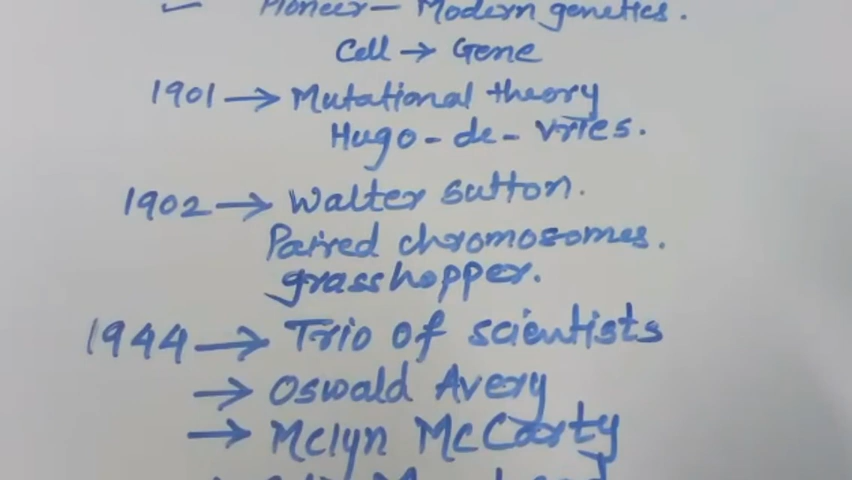 Pioneer - Modern genetics.
Cell → Gene
1901 → Mutational theory
Hugo-de-vries.
1902 → Walter Sutton.
Paired chromosomes.
grasshopper.
1944 → Trio of scientists
→ Oswald Avery
→ Mclyn McCarty